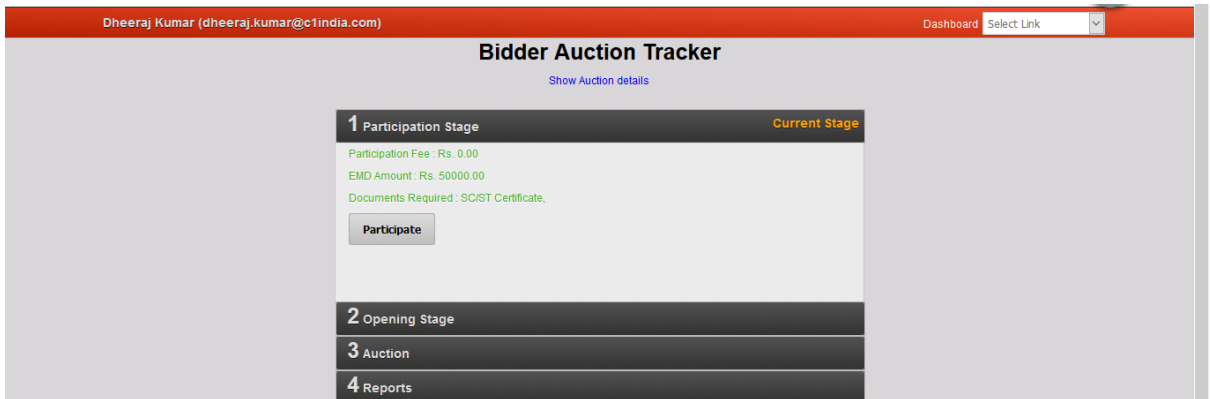 Dheeraj Kumar (dheeraj.kumar@c1india.com)
Dashboard Select Link
Bidder Auction Tracker
Show Auction details
1 Participation Stage Current Stage
Participation Fee : Rs. 0.00
EMD Amount : Rs. 50000.00
Documents Required : SC/ST Certificate,
Participate
2 Opening Stage
3 Auction
4 Reports